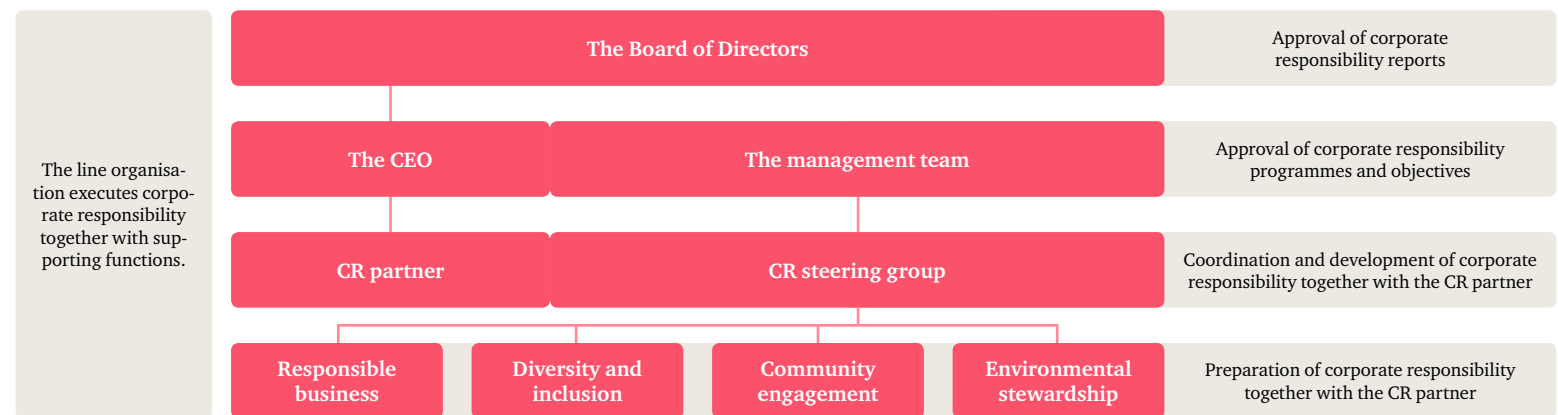 The Board of Directors
Approval of corporate
responsibility reports
The line organisa-
tion executes corpo-
rate responsibility
together with sup-
porting functions.
The CEO
The management team
Approval of corporate responsibility
programmes and objectives
CR partner
CR steering group
Coordination and development of corporate
responsibility together with the CR partner
Responsible
business
Diversity and
inclusion
Community
engagement
Environmental
stewardship
Preparation of corporate responsibility
together with the CR partner